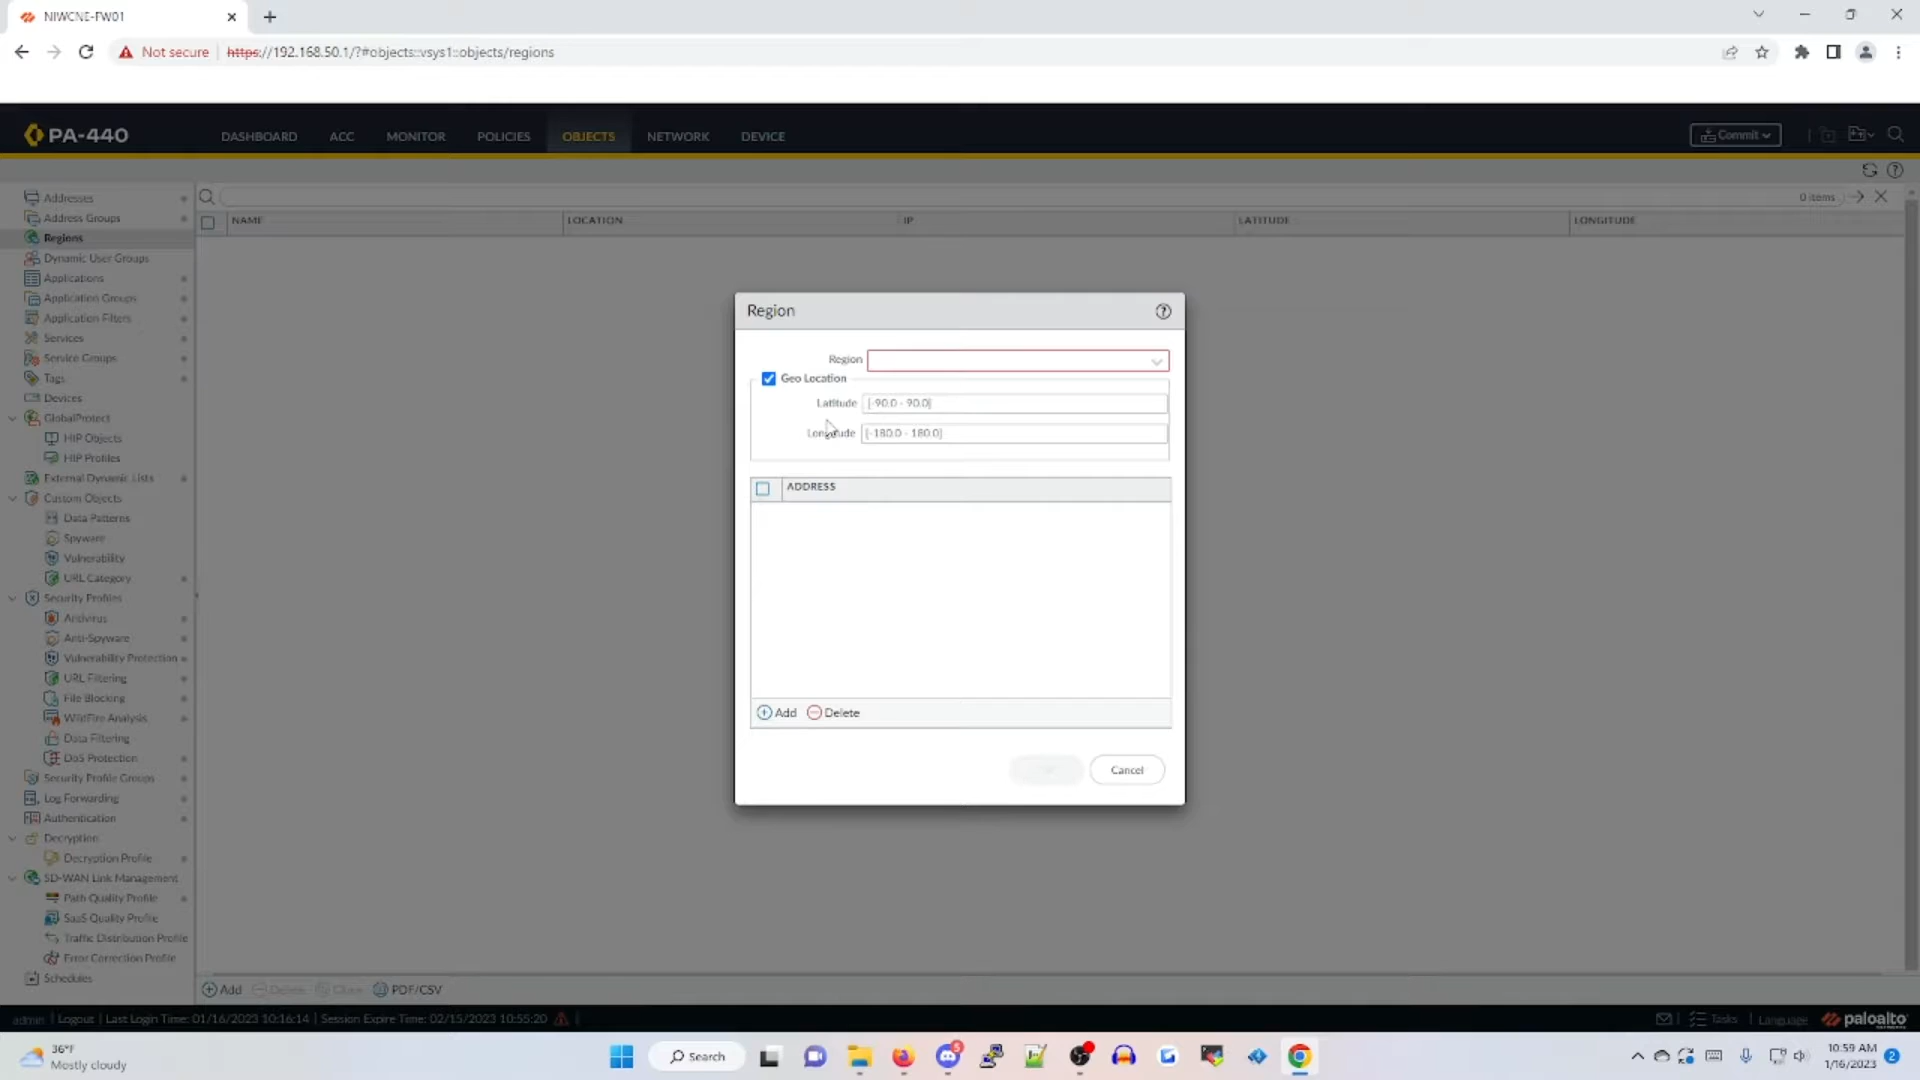 NIWCNE-FW01
Not secure https://192.168.50.1/?#objects::vsys1::objects/regions
PA-440
DASHBOARD ACC MONITOR POLICIES OBJECTS NETWORK DEVICE
Commit
0 items
NAME LOCATION IP LATITUDE LONGITUDE
Addresses
Address Groups
Regions
Dynamic User Groups
Applications
Application Groups
Application Filters
Services
Service Groups
Tags
Devices
GlobalProtect
HIP Objects
HIP Profiles
External Dynamic Lists
Custom Objects
Data Patterns
Spyware
Vulnerability
URL Category
Security Profiles
Antivirus
Anti-Spyware
Vulnerability Protection
URL Filtering
File Blocking
WildFire Analysis
Data Filtering
DoS Protection
Security Profile Groups
Log Forwarding
Authentication
Decryption
Decryption Profile
SD-WAN Link Management
Path Quality Profile
SaaS Quality Profile
Traffic Distribution Profile
Error Correction Profile
Schedules
Region
Region
Geo Location
Latitude [-90.0 - 90.0]
Longitude [-180.0 - 180.0]
ADDRESS
Add Delete
Cancel
Add Delete Clone PDF/CSV
admin | Logout | Last Login Time: 01/16/2023 10:16:14 | Session Expire Time: 02/15/2023 10:55:20 |
Tasks | Language paloalto
36°F
Mostly cloudy
Search
5
10:59 AM
1/16/2023
2